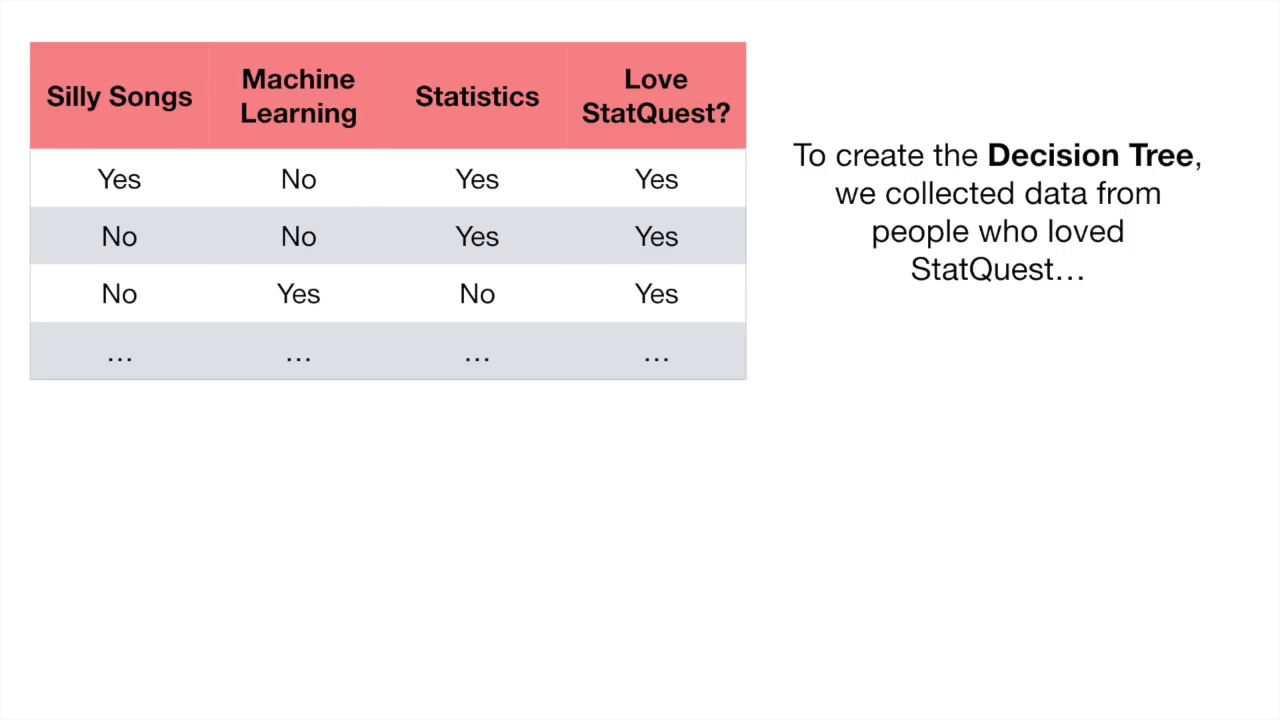 Silly Songs Machine Learning Statistics Love StatQuest?
Yes No Yes Yes
No No Yes Yes
No Yes No Yes
… … … …
To create the Decision Tree,
we collected data from
people who loved
StatQuest…